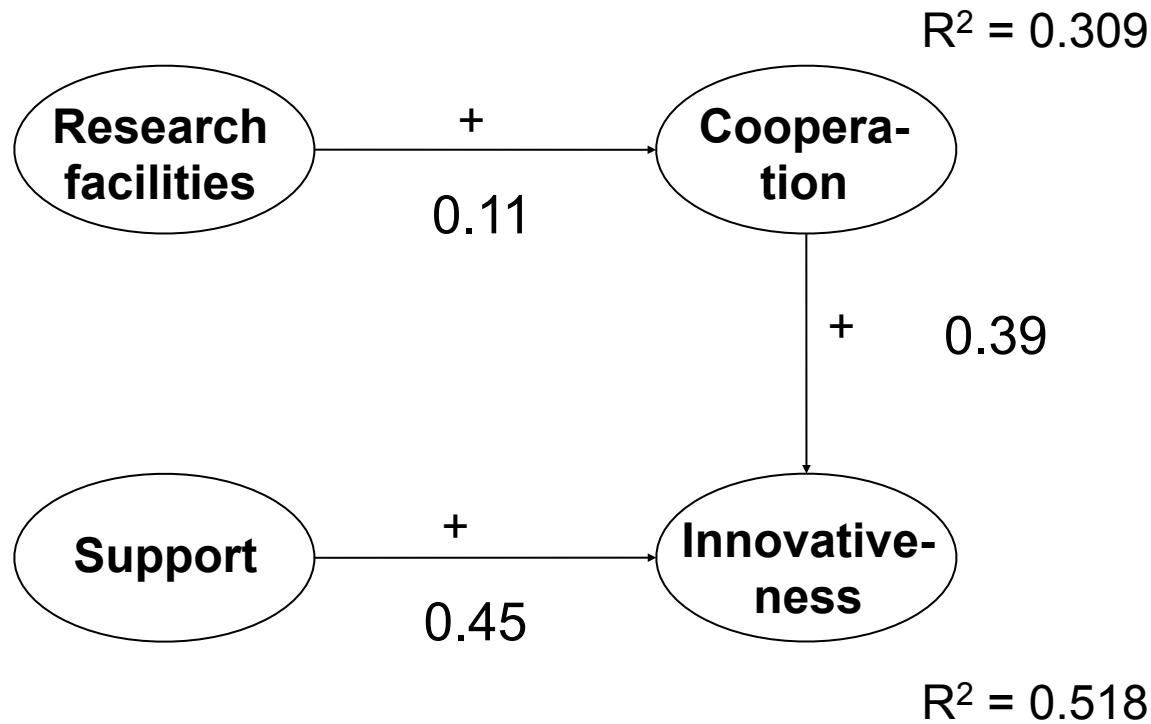 R² = 0.309
Research
facilities
+
0.11
Coopera-
tion
+
0.39
Support
+
0.45
Innovative-
ness
R² = 0.518